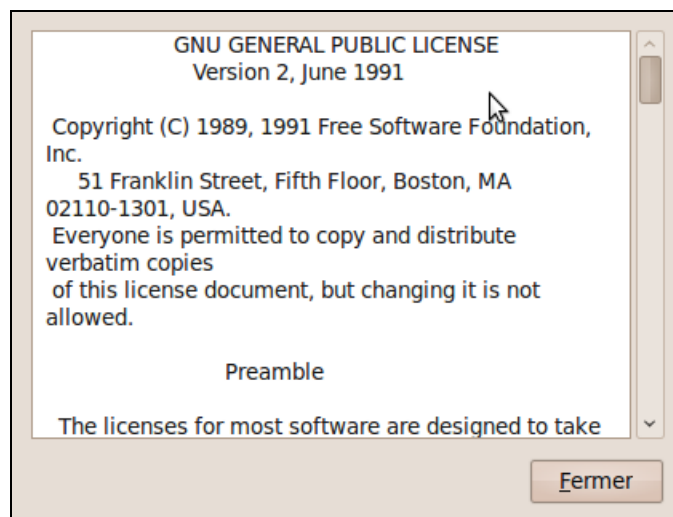 GNU GENERAL PUBLIC LICENSE
Version 2, June 1991
Copyright (C) 1989, 1991 Free Software Foundation,
Inc.
51 Franklin Street, Fifth Floor, Boston, MA
02110-1301, USA.
Everyone is permitted to copy and distribute
verbatim copies
of this license document, but changing it is not
allowed.
Preamble
The licenses for most software are designed to take
Fermer